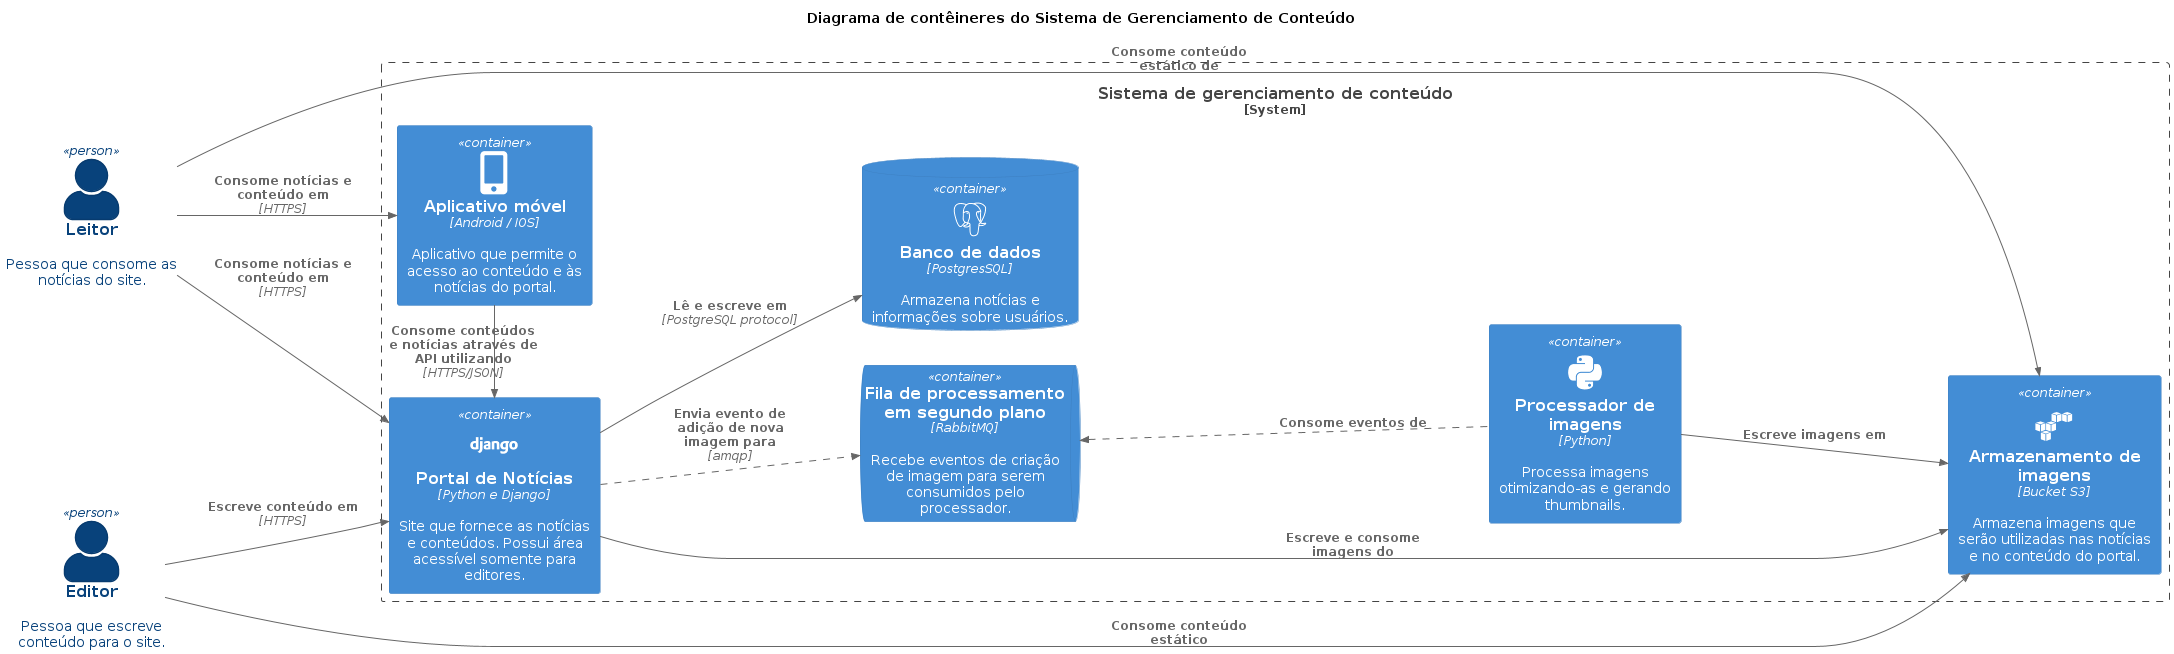 Diagrama de contêineres do Sistema de Gerenciamento de Conteúdo
Consome conteúdo
estático de
Sistema de gerenciamento de conteúdo
[System]
«person»
Leitor
Pessoa que consome as
notícias do site.
Consome notícias e
conteúdo em
[HTTPS]
Consome notícias e
conteúdo em
[HTTPS]
«container»
Aplicativo móvel
[Android / IOS]
Aplicativo que permite o
acesso ao conteúdo e às
notícias do portal.
Consome conteúdos
e notícias através de
API utilizando
[HTTPS/JSON]
«container»
Banco de dados
[PostgresSQL]
Armazena notícias e
informações sobre usuários.
Lê e escreve em
[PostgreSQL protocol]
«container»
django
Portal de Notícias
[Python e Django]
Site que fornece as notícias
e conteúdos. Possui área
acessível somente para
editores.
Envia evento de
adição de nova
imagem para
[amqp]
«container»
Fila de processamento
em segundo plano
[RabbitMQ]
Recebe eventos de criação
de imagem para serem
consumidos pelo
processador.
Consome eventos de
«container»
Processador de
imagens
[Python]
Processa imagens
otimizando-as e gerando
thumbnails.
Escreve imagens em
«container»
Armazenamento de
imagens
[Bucket S3]
Armazena imagens que
serão utilizadas nas notícias
e no conteúdo do portal.
Escreve e consome
imagens do
«person»
Editor
Pessoa que escreve
conteúdo para o site.
Escreve conteúdo em
[HTTPS]
Consome conteúdo
estático